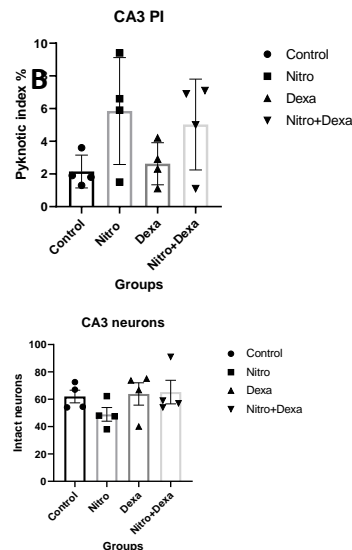 CA3 PI
B
Pyknotic index %
10
8
6
4
2
0
Control
Nitro
Dexa
Nitro+Dexa
Groups
Control
Nitro
Dexa
Nitro+Dexa
CA3 neurons
Intact neurons
100
80
60
40
20
0
Control
Nitro
Dexa
Nitro+Dexa
Groups
Control
Nitro
Dexa
Nitro+Dexa